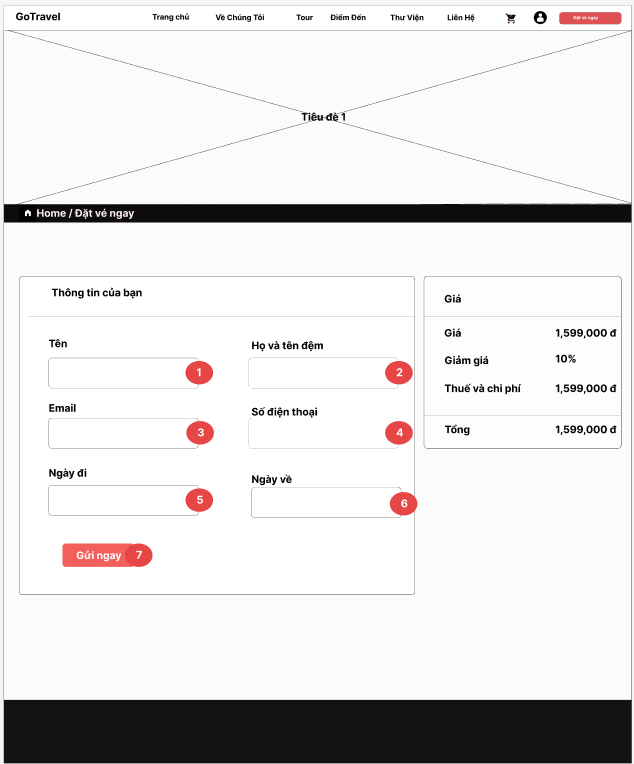 GoTravel
Trang chủ
Về Chúng Tôi
Tour
Điểm Đến
Thư Viện
Liên Hệ
Đặt vé ngay
Tiêu đề 1
Home / Đặt vé ngay
Thông tin của bạn
Tên
Họ và tên đệm
1
2
Email
Số điện thoại
3
4
Ngày đi
Ngày về
5
6
Gửi ngay
7
Giá
Giá 1,599,000 đ
Giảm giá 10%
Thuế và chi phí 1,599,000 đ
Tổng 1,599,000 đ